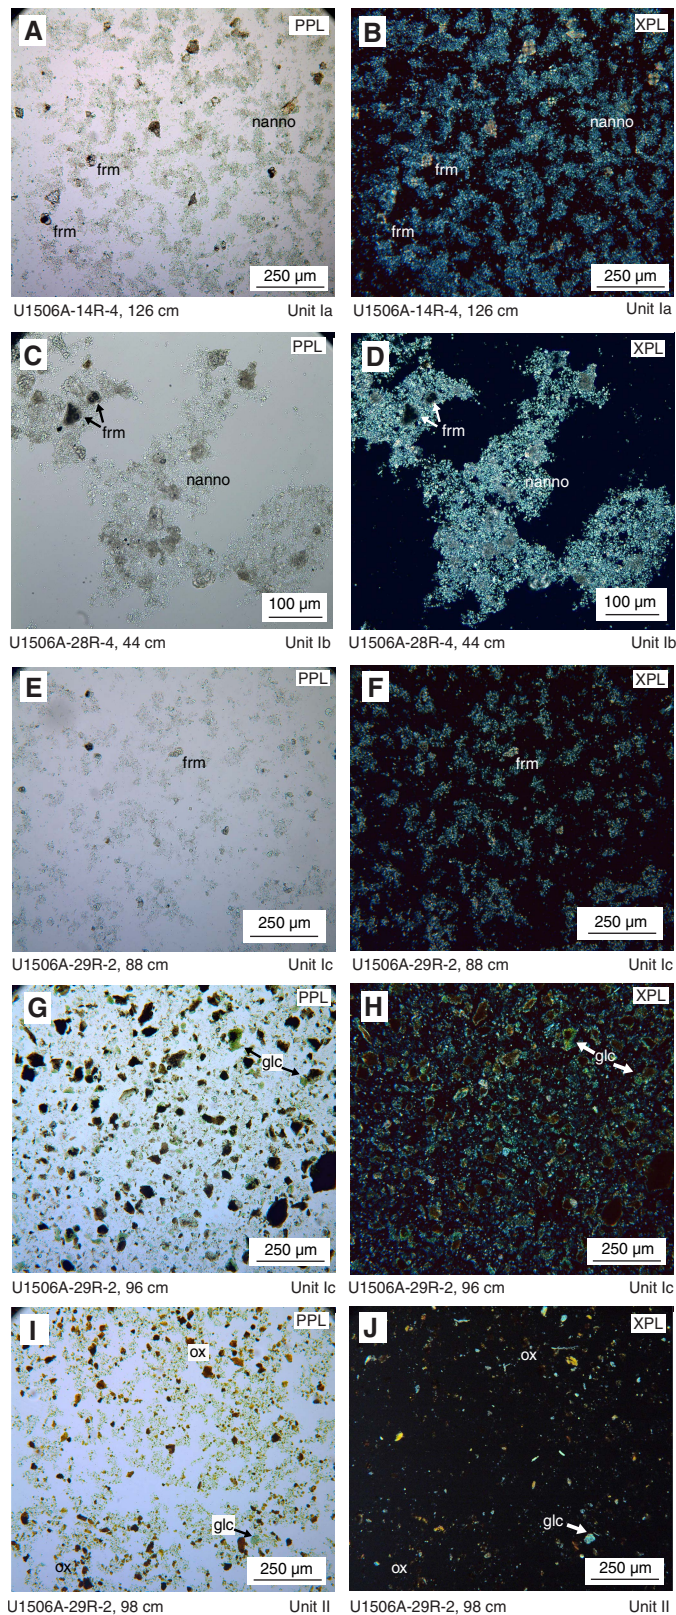 A
PPL
nanno
frm
frm
250 µm
U1506A-14R-4, 126 cm
Unit Ia
B
XPL
nanno
frm
frm
250 µm
U1506A-14R-4, 126 cm
Unit Ia
C
PPL
frm
nanno
100 µm
U1506A-28R-4, 44 cm
Unit Ib
D
XPL
frm
nanno
100 µm
U1506A-28R-4, 44 cm
Unit Ib
E
PPL
frm
250 µm
U1506A-29R-2, 88 cm
Unit Ic
F
XPL
frm
250 µm
U1506A-29R-2, 88 cm
Unit Ic
G
PPL
glc
250 µm
U1506A-29R-2, 96 cm
Unit Ic
H
XPL
glc
250 µm
U1506A-29R-2, 96 cm
Unit Ic
I
PPL
ox
glc
ox
250 µm
U1506A-29R-2, 98 cm
Unit II
J
XPL
ox
glc
ox
250 µm
U1506A-29R-2, 98 cm
Unit II